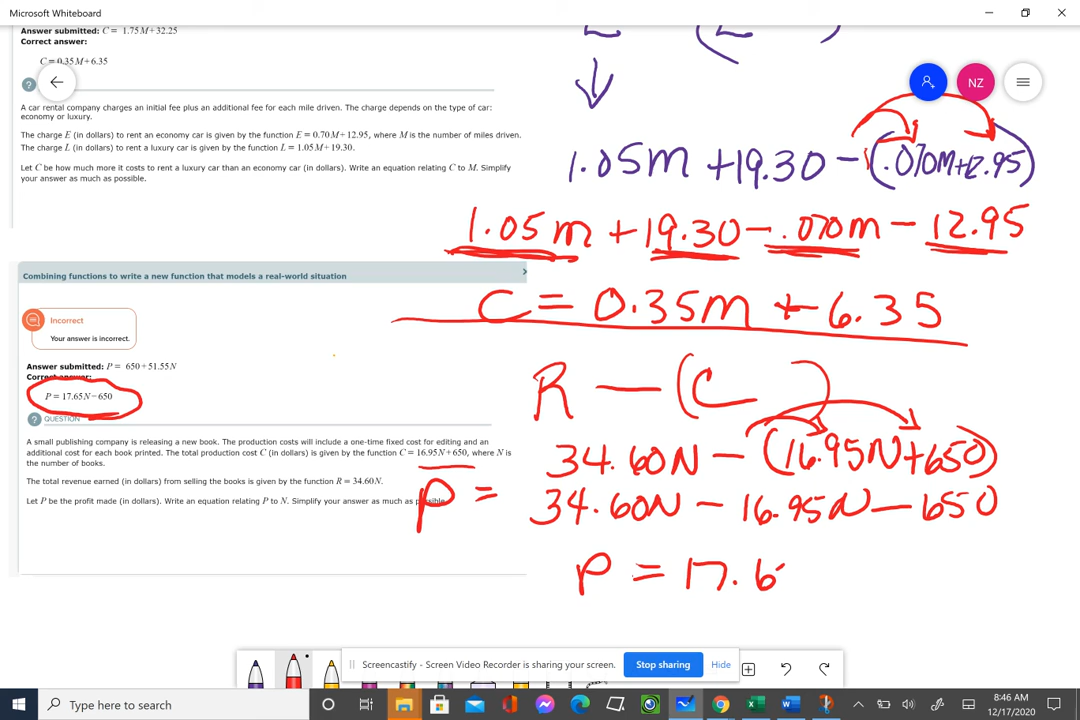 Microsoft Whiteboard
Answer submitted: C = 1.75M+32.25
Correct answer:
C = 0.35M+6.35
?
A car rental company charges an initial fee plus an additional fee for each mile driven. The charge depends on the type of car:
economy or luxury.
The charge E (in dollars) to rent an economy car is given by the function E = 0.70M+12.95, where M is the number of miles driven.
The charge L (in dollars) to rent a luxury car is given by the function L = 1.05M+19.30.
Let C be how much more it costs to rent a luxury car than an economy car (in dollars). Write an equation relating C to M. Simplify
your answer as much as possible.
NZ
1.05m +19.30 - (.070M+12.95)
1.05m +19.30 - .070m - 12.95
C = 0.35m + 6.35
Combining functions to write a new function that models a real-world situation
Incorrect
Your answer is incorrect.
Answer submitted: P = 650+51.55N
Correct answer:
P = 17.65N−650
? QUESTION
A small publishing company is releasing a new book. The production costs will include a one-time fixed cost for editing and an
additional cost for each book printed. The total production cost C (in dollars) is given by the function C = 16.95N+650, where N is
the number of books.
The total revenue earned (in dollars) from selling the books is given by the function R = 34.60N.
Let P be the profit made (in dollars). Write an equation relating P to N. Simplify your answer as much as possible.
R - (C )
34.60N - (16.95N+650)
P = 34.60N - 16.95N - 650
P = 17.6
Screencastify - Screen Video Recorder is sharing your screen.
Stop sharing
Hide
Type here to search
8:46 AM
12/17/2020